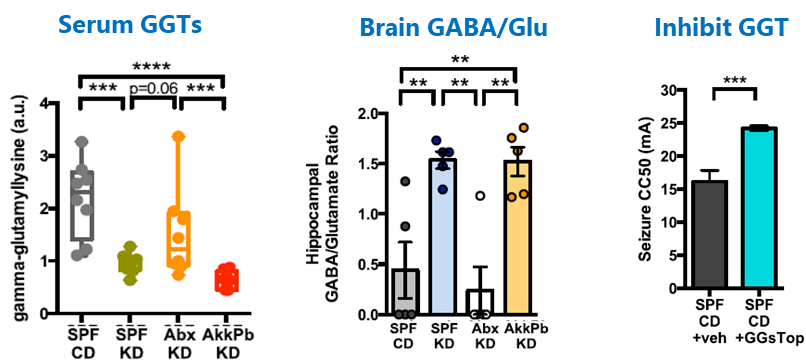 Serum GGTs
Brain GABA/Glu
Inhibit GGT
****
***
p=0.06
***
gamma-glutamyllysine (a.u.)
4
3
2
1
0
SPF
CD
SPF
KD
Abx
KD
AkkPb
KD
**
**
**
**
Hippocampal
GABA/Glutamate Ratio
2.0
1.5
1.0
0.5
0.0
SPF
CD
SPF
KD
Abx
KD
AkkPb
KD
***
Seizure CC50 (mA)
30
25
20
15
10
5
0
SPF
CD
+veh
SPF
CD
+GGsTop